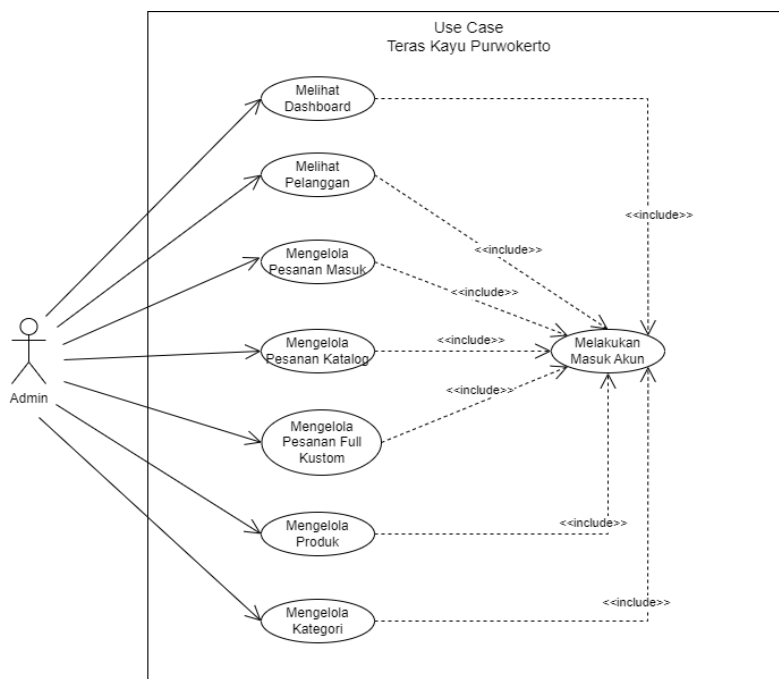 Use Case
Teras Kayu Purwokerto
Melihat
Dashboard
Melihat
Pelanggan
<<include>>
<<include>>
Mengelola
Pesanan Masuk
<<include>>
Admin
Mengelola
Pesanan Katalog
<<include>>
Melakukan
Masuk Akun
<<include>>
Mengelola
Pesanan Full
Kustom
Mengelola
Produk
<<include>>
Mengelola
Kategori
<<include>>